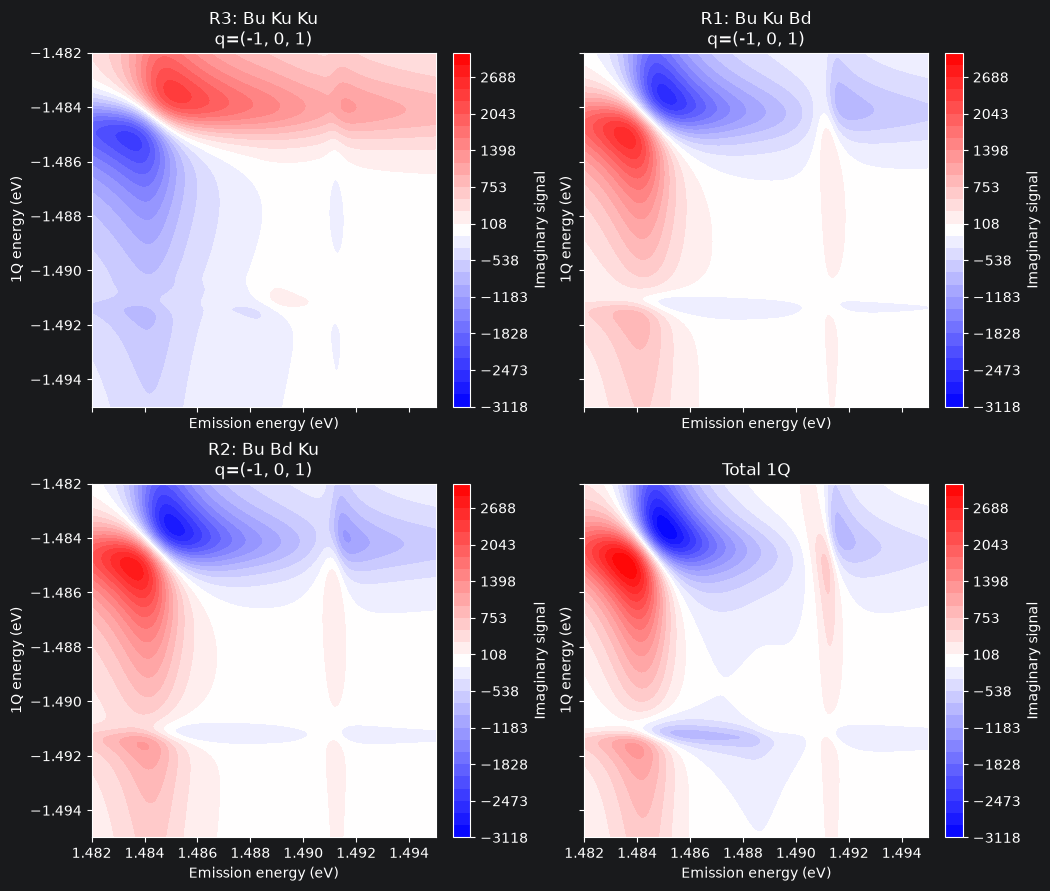 R3: Bu Ku Ku
q=(-1, 0, 1)
−1.482
−1.484
−1.486
−1.488
−1.490
−1.492
−1.494
1Q energy (eV)
Emission energy (eV)
2688
2043
1398
753
108
−538
−1183
−1828
−2473
−3118
Imaginary signal
R1: Bu Ku Bd
q=(-1, 0, 1)
1Q energy (eV)
Emission energy (eV)
2688
2043
1398
753
108
−538
−1183
−1828
−2473
−3118
Imaginary signal
R2: Bu Bd Ku
q=(-1, 0, 1)
−1.482
−1.484
−1.486
−1.488
−1.490
−1.492
−1.494
1Q energy (eV)
1.482 1.484 1.486 1.488 1.490 1.492 1.494
Emission energy (eV)
2688
2043
1398
753
108
−538
−1183
−1828
−2473
−3118
Imaginary signal
Total 1Q
1Q energy (eV)
1.482 1.484 1.486 1.488 1.490 1.492 1.494
Emission energy (eV)
2688
2043
1398
753
108
−538
−1183
−1828
−2473
−3118
Imaginary signal